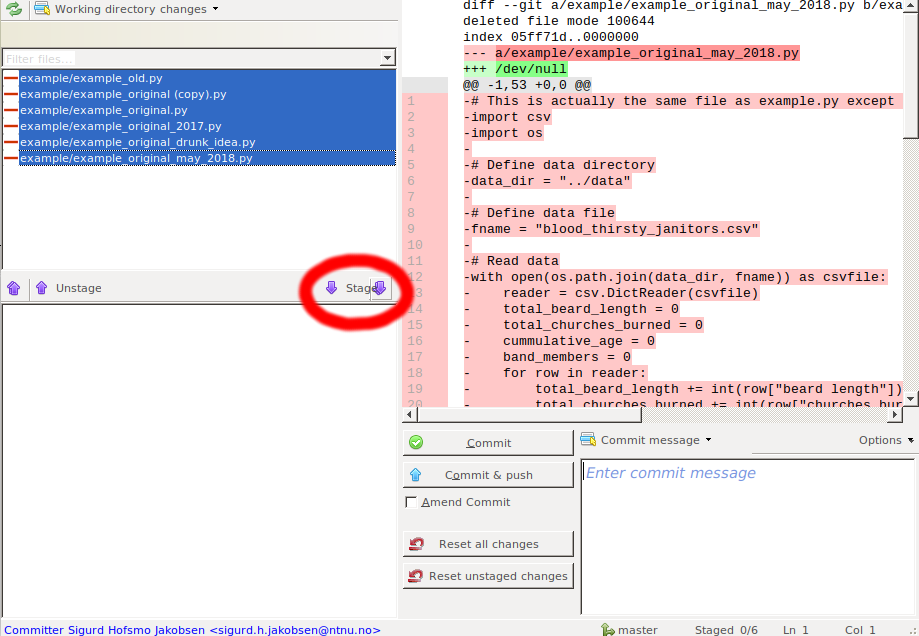 Working directory changes
Filter files...
example/example_old.py
example/example_original (copy).py
example/example_original.py
example/example_original_2017.py
example/example_original_drunk_idea.py
example/example_original_may_2018.py
Unstage
Stage
diff --git a/example/example_original_may_2018.py b/exa
deleted file mode 100644
index 05ff71d..0000000
--- a/example/example_original_may_2018.py
+++ /dev/null
@@ -1,53 +0,0 @@
1 -# This is actually the same file as example.py except
2 -import csv
3 -import os
4 -
5 -# Define data directory
6 -data_dir = "../data"
7 -
8 -# Define data file
9 -fname = "blood_thirsty_janitors.csv"
10 -
11 -# Read data
12 -with open(os.path.join(data_dir, fname)) as csvfile:
13 -    reader = csv.DictReader(csvfile)
14 -    total_beard_length = 0
15 -    total_churches_burned = 0
16 -    cummulative_age = 0
17 -    band_members = 0
18 -    for row in reader:
19 -        total_beard_length += int(row["beard length"])
20 -        total_churches_burned += int(row["churches bur
Commit
Commit & push
Amend Commit
Reset all changes
Reset unstaged changes
Commit message
Options
Enter commit message
Committer Sigurd Hofsmo Jakobsen <sigurd.h.jakobsen@ntnu.no>
master
Staged 0/6
Ln 1
Col 1